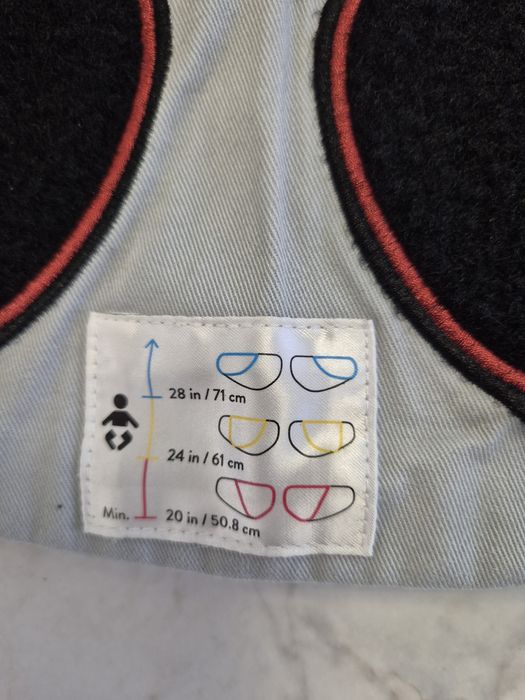 28 in / 71 cm
24 in / 61 cm
Min. 20 in / 50.8 cm